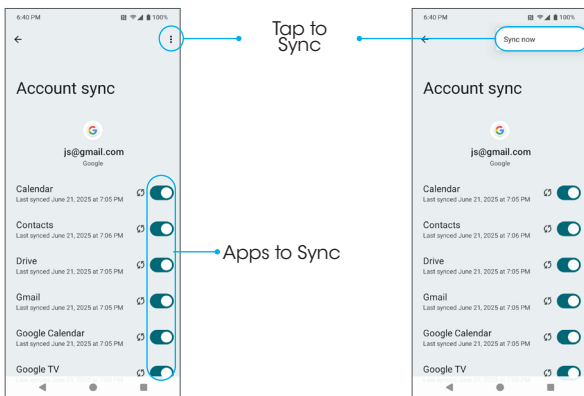 6:40 PM 100%
Account sync
js@gmail.com
Google
Calendar
Last synced June 21, 2025 at 7:05 PM
Contacts
Last synced June 21, 2025 at 7:06 PM
Drive
Last synced June 21, 2025 at 7:05 PM
Gmail
Last synced June 21, 2025 at 7:05 PM
Google Calendar
Last synced June 21, 2025 at 7:05 PM
Google TV
Tap to
Sync
Apps to Sync
6:40 PM 100%
Sync now
Account sync
js@gmail.com
Google
Calendar
Last synced June 21, 2025 at 7:05 PM
Contacts
Last synced June 21, 2025 at 7:06 PM
Drive
Last synced June 21, 2025 at 7:05 PM
Gmail
Last synced June 21, 2025 at 7:05 PM
Google Calendar
Last synced June 21, 2025 at 7:05 PM
Google TV